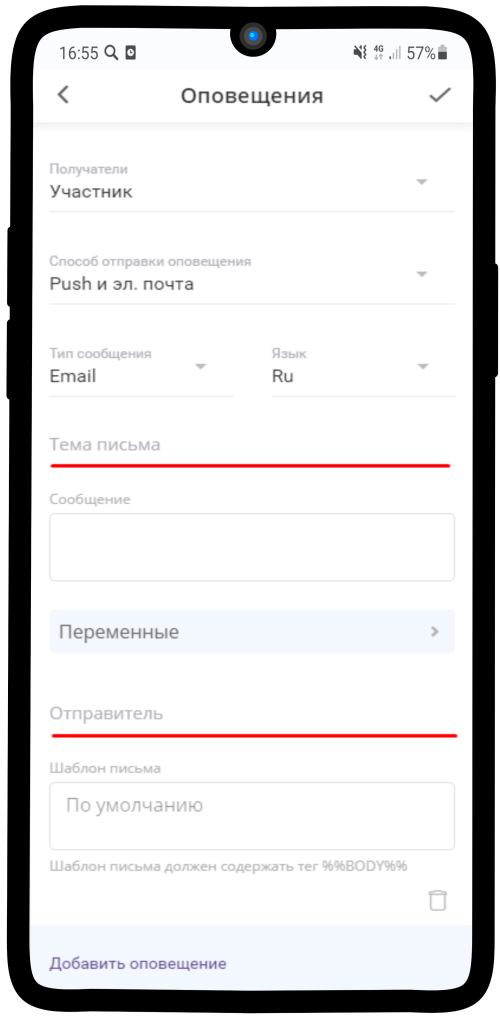 16:55
4G 57%
Оповещения
Получатели
Участник
Способ отправки оповещения
Push и эл. почта
Тип сообщения Язык
Email Ru
Тема письма
Сообщение
Переменные
Отправитель
Шаблон письма
По умолчанию
Шаблон письма должен содержать тег %%BODY%%
Добавить оповещение